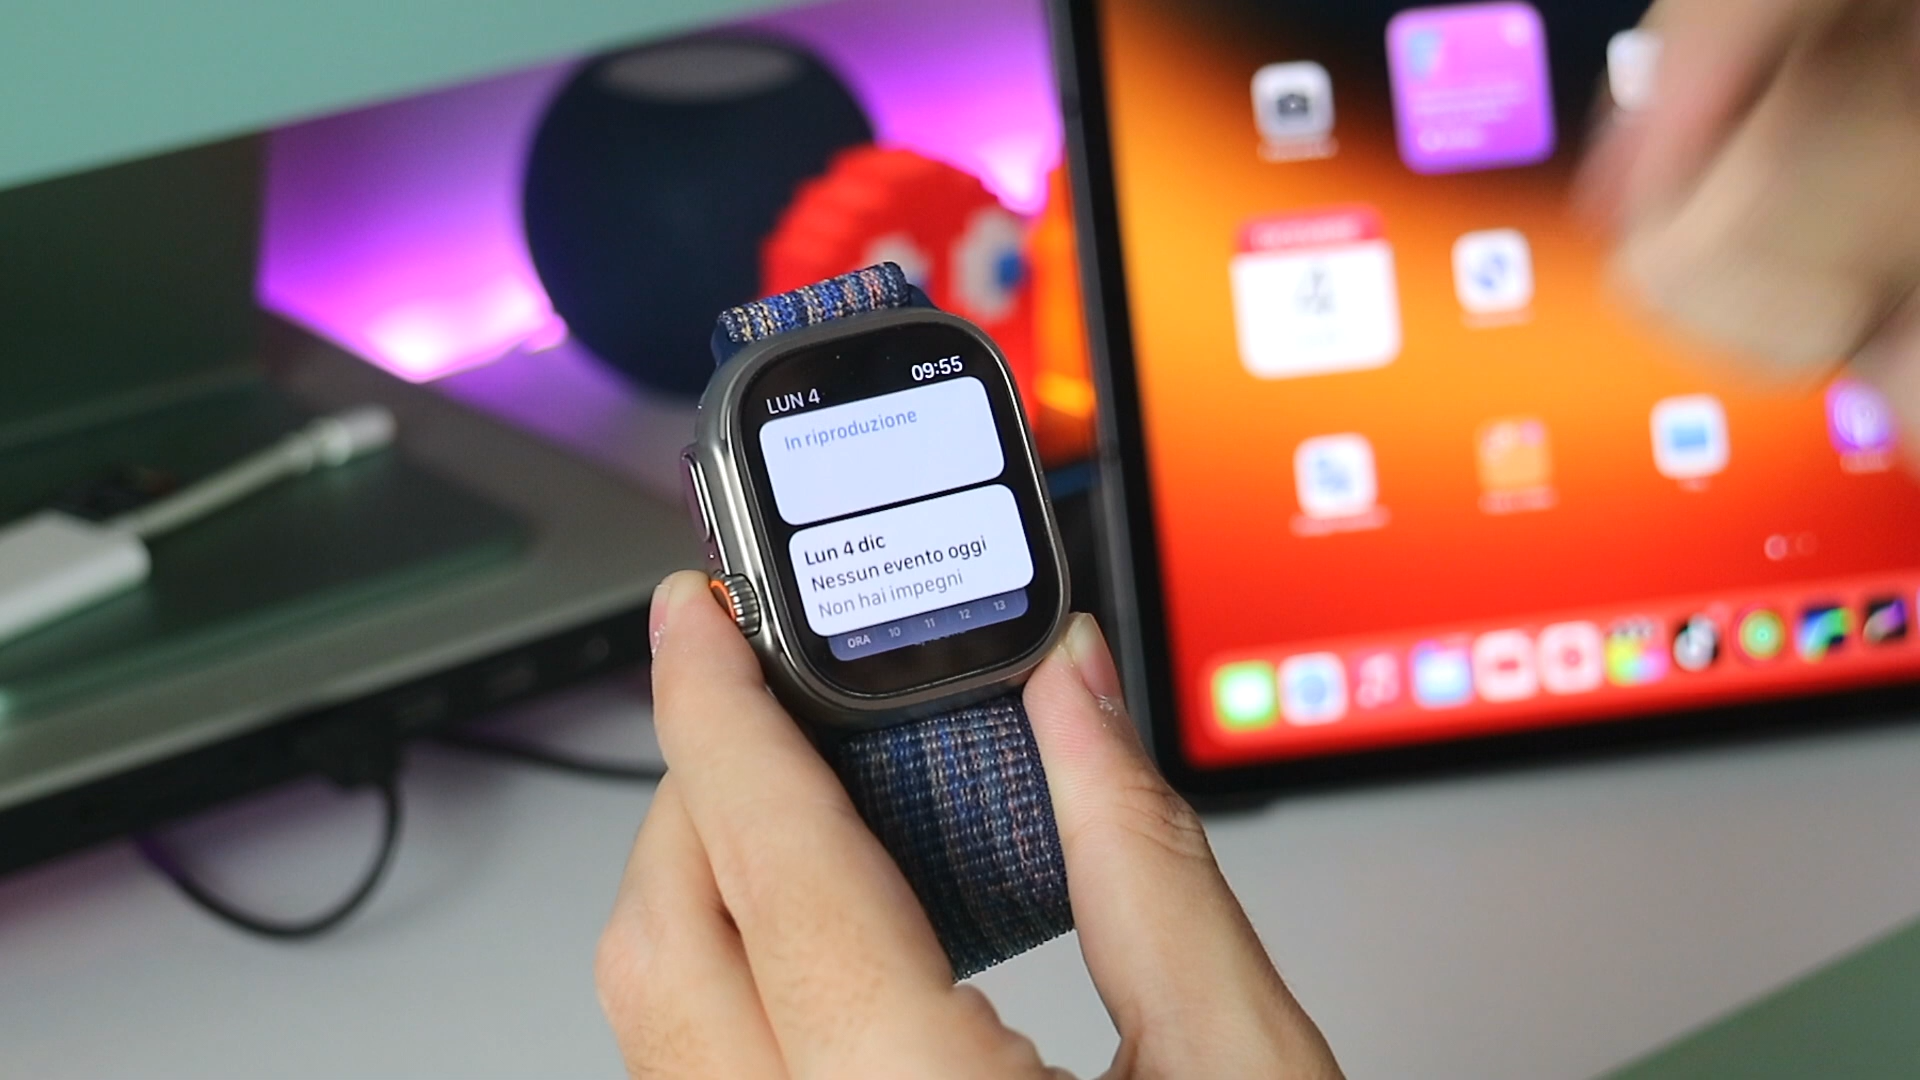 LUN 4
09:55
In riproduzione
Lun 4 dic
Nessun evento oggi
Non hai impegni
ORA 10 11 12 13